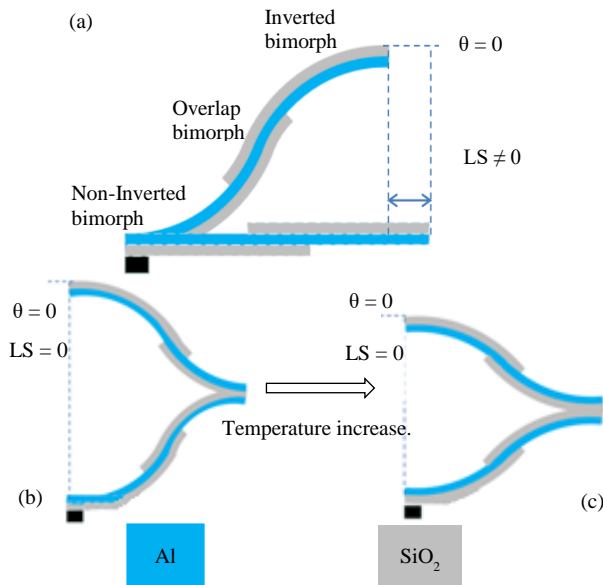 (a)
Inverted
bimorph
θ = 0
Overlap
bimorph
LS ≠ 0
Non-Inverted
bimorph
θ = 0
LS = 0
θ = 0
LS = 0
Temperature increase.
(b)
(c)
Al
SiO₂